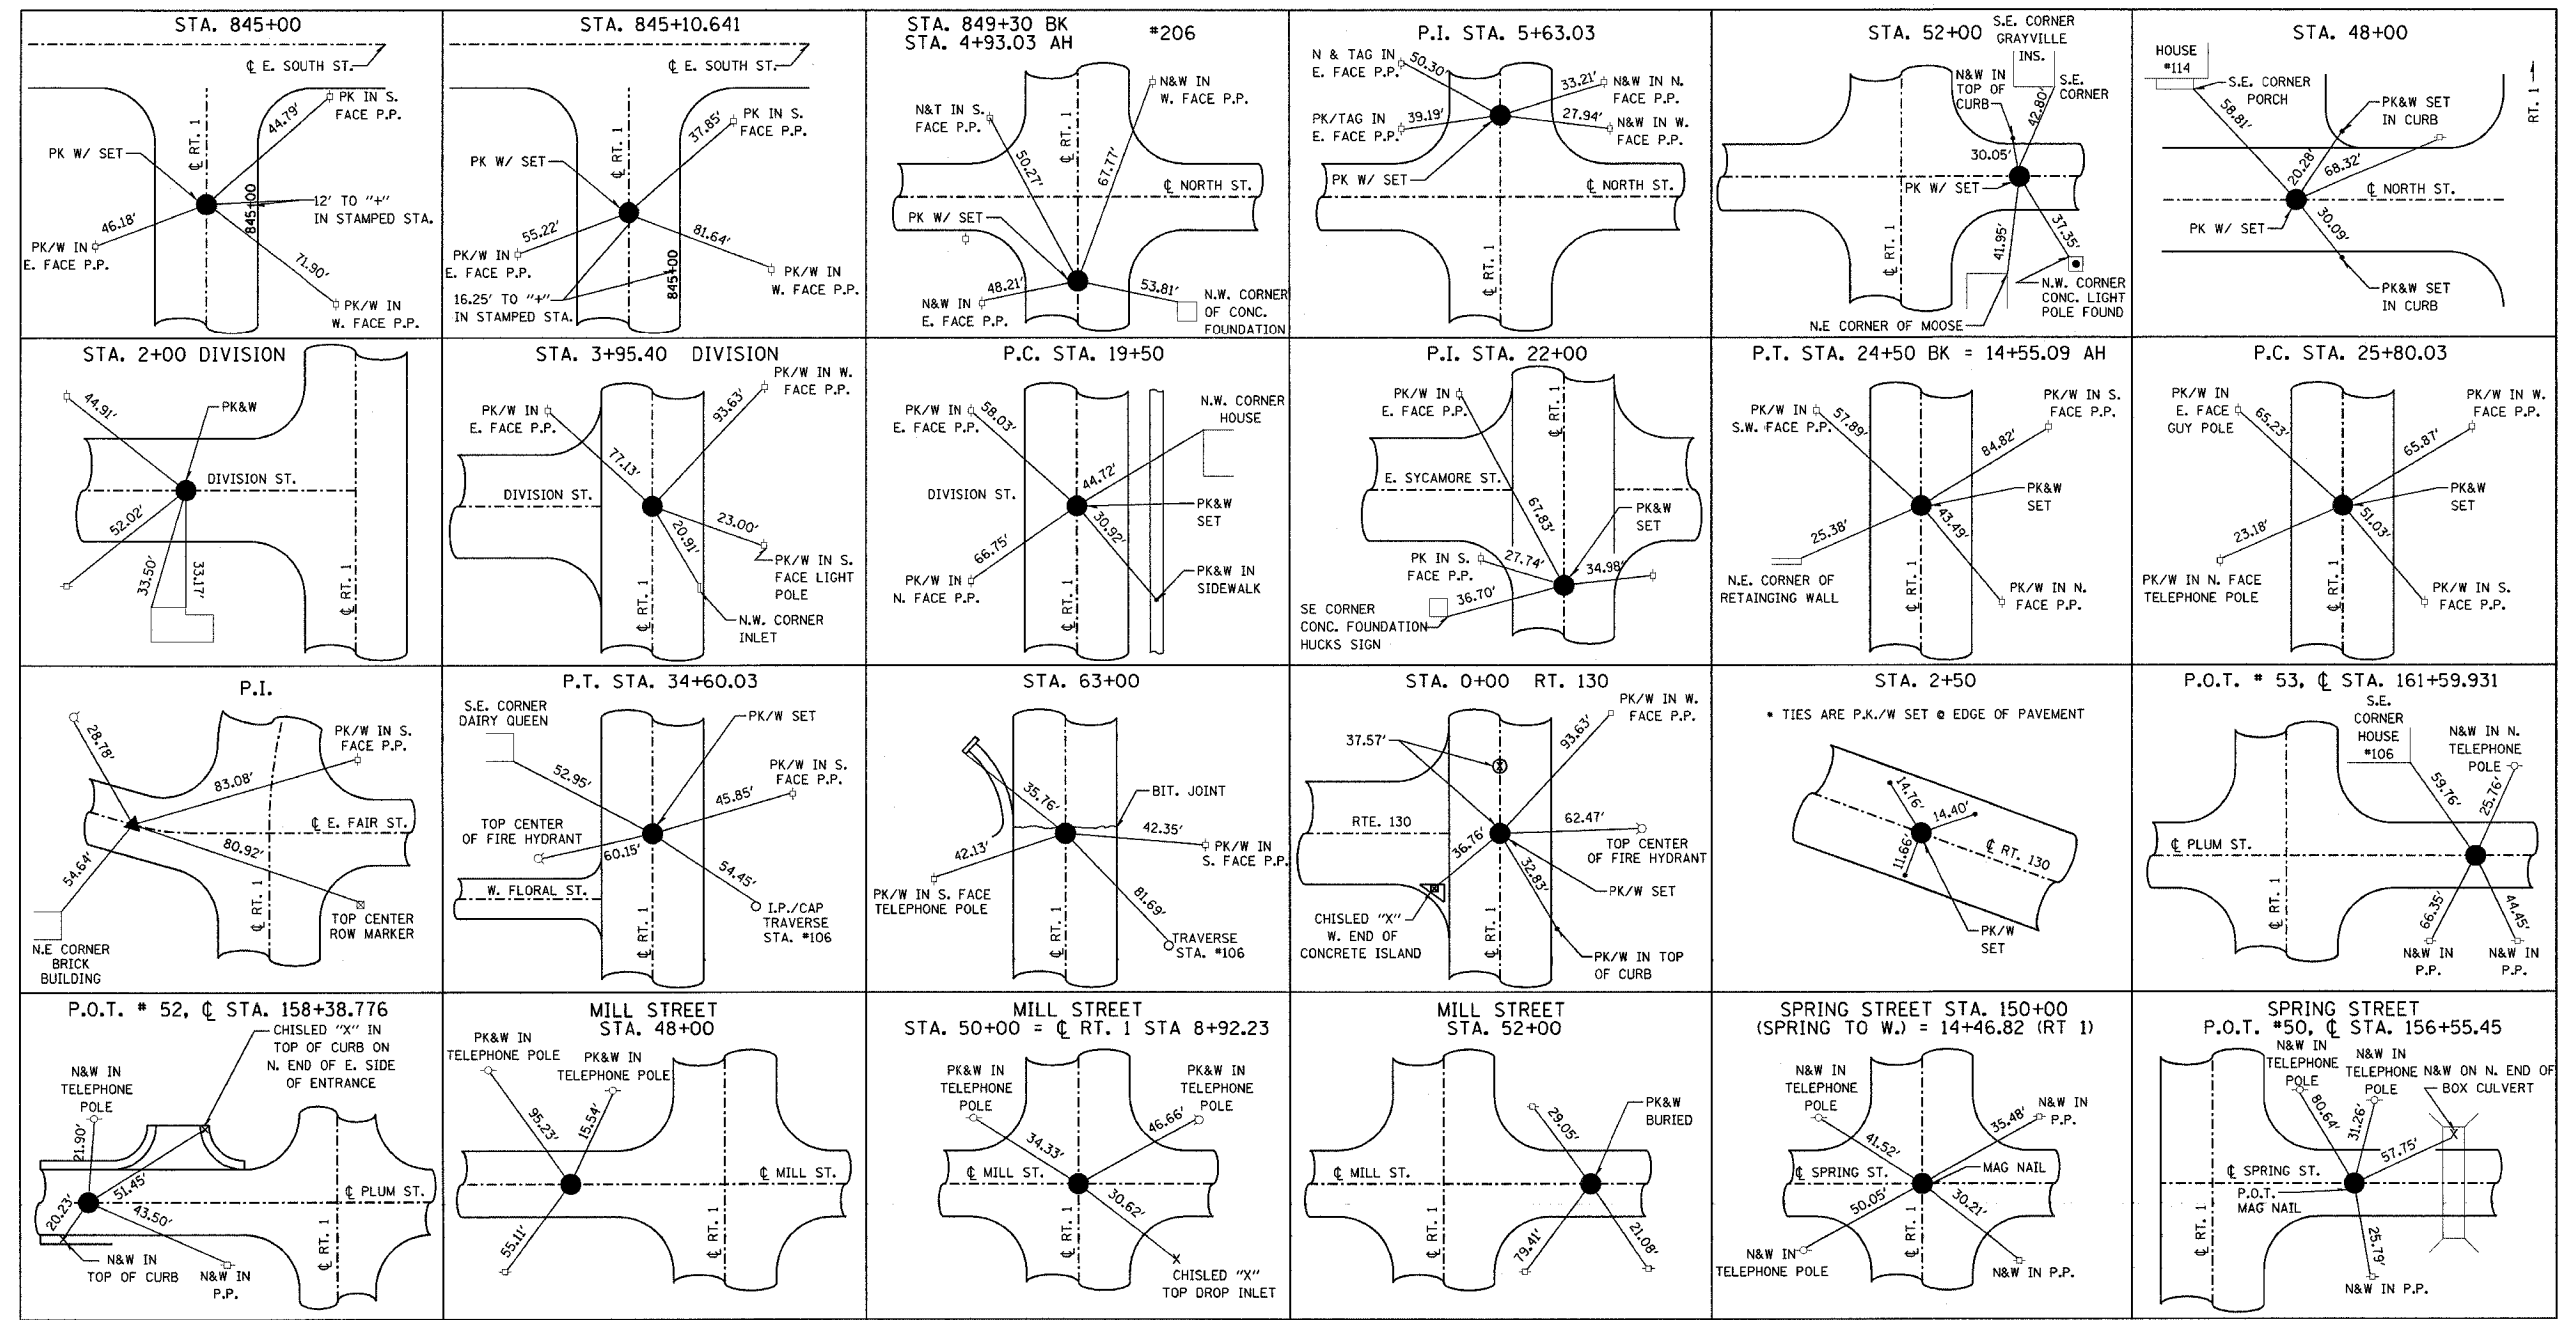 STA. 845+00
℄ E. SOUTH ST.
44.79'
PK IN S.
FACE P.P.
℄ RT. 1
PK W/ SET
845+00
12' TO "+"
IN STAMPED STA.
46.18'
PK/W IN
E. FACE P.P.
71.90'
PK/W IN
W. FACE P.P.
STA. 845+10.641
℄ E. SOUTH ST.
37.85'
PK IN S.
FACE P.P.
℄ RT. 1
PK W/ SET
55.22'
81.64'
PK/W IN
E. FACE P.P.
PK/W IN
W. FACE P.P.
845+00
16.25' TO "+"
IN STAMPED STA.
STA. 849+30 BK
STA. 4+93.03 AH
#206
N&W IN
W. FACE P.P.
N&T IN S.
FACE P.P.
℄ RT. 1
50.27'
67.77'
℄ NORTH ST.
PK W/ SET
48.21'
53.81'
N&W IN
E. FACE P.P.
N.W. CORNER
OF CONC.
FOUNDATION
P.I. STA. 5+63.03
N & TAG IN
E. FACE P.P.
50.30'
33.21'
N&W IN N.
FACE P.P.
PK/TAG IN
E. FACE P.P.
39.19'
27.94'
N&W IN W.
FACE P.P.
PK W/ SET
℄ NORTH ST.
℄ RT. 1
STA. 52+00
S.E. CORNER
GRAYVILLE
INS.
N&W IN
TOP OF
CURB
S.E.
CORNER
42.80'
30.05'
PK W/ SET
℄ RT. 1
41.95'
37.35'
N.W. CORNER
CONC. LIGHT
POLE FOUND
N.E CORNER OF MOOSE
STA. 48+00
HOUSE
#114
S.E. CORNER
PORCH
RT. 1
58.81'
PK&W SET
IN CURB
20.28'
68.32'
℄ NORTH ST.
PK W/ SET
30.09'
PK&W SET
IN CURB
STA. 2+00 DIVISION
44.91'
PK&W
DIVISION ST.
52.02'
33.50'
33.17'
℄ RT. 1
STA. 3+95.40 DIVISION
PK/W IN W.
FACE P.P.
PK/W IN
E. FACE P.P.
93.63'
77.13'
DIVISION ST.
23.00'
20.91'
PK/W IN S.
FACE LIGHT
POLE
℄ RT. 1
N.W. CORNER
INLET
P.C. STA. 19+50
PK/W IN
E. FACE P.P.
58.03'
N.W. CORNER
HOUSE
44.72'
DIVISION ST.
PK&W
SET
30.92'
66.75'
PK/W IN
N. FACE P.P.
PK&W IN
SIDEWALK
℄ RT. 1
P.I. STA. 22+00
PK/W IN
E. FACE P.P.
℄ RT. 1
E. SYCAMORE ST.
67.83'
PK&W
SET
PK IN S.
FACE P.P.
27.74'
34.98'
36.70'
SE CORNER
CONC. FOUNDATION
HUCKS SIGN
P.T. STA. 24+50 BK = 14+55.09 AH
PK/W IN
S.W. FACE P.P.
57.89'
PK/W IN S.
FACE P.P.
84.82'
PK&W
SET
43.49'
25.38'
N.E. CORNER OF
RETAINGING WALL
PK/W IN N.
FACE P.P.
℄ RT. 1
P.C. STA. 25+80.03
PK/W IN
E. FACE
GUY POLE
65.23'
PK/W IN W.
FACE P.P.
65.87'
PK&W
SET
51.03'
23.18'
PK/W IN N. FACE
TELEPHONE POLE
PK/W IN S.
FACE P.P.
℄ RT. 1
P.I.
28.78'
PK/W IN S.
FACE P.P.
83.08'
℄ E. FAIR ST.
80.92'
54.64'
℄ RT. 1
TOP CENTER
ROW MARKER
N.E CORNER
BRICK
BUILDING
P.T. STA. 34+60.03
S.E. CORNER
DAIRY QUEEN
PK/W SET
52.95'
PK/W IN S.
FACE P.P.
45.85'
TOP CENTER
OF FIRE HYDRANT
60.15'
54.45'
W. FLORAL ST.
I.P./CAP
TRAVERSE
STA. #106
℄ RT. 1
STA. 63+00
35.76'
BIT. JOINT
42.35'
42.13'
PK/W IN
S. FACE P.P.
PK/W IN S. FACE
TELEPHONE POLE
81.69'
℄ RT. 1
TRAVERSE
STA. #106
STA. 0+00 RT. 130
PK/W IN W.
FACE P.P.
37.57'
93.63'
RTE. 130
62.47'
36.76'
TOP CENTER
OF FIRE HYDRANT
32.83'
PK/W SET
CHISLED "X"
W. END OF
CONCRETE ISLAND
℄ RT. 1
PK/W IN TOP
OF CURB
STA. 2+50
* TIES ARE P.K./W SET @ EDGE OF PAVEMENT
14.76'
14.40'
11.66'
℄ RT. 130
PK/W
SET
P.O.T. # 53, ℄ STA. 161+59.931
S.E.
CORNER
HOUSE
#106
N&W IN N.
TELEPHONE
POLE
59.76'
25.76'
℄ PLUM ST.
℄ RT. 1
66.35'
44.45'
N&W IN
P.P.
N&W IN
P.P.
P.O.T. # 52, ℄ STA. 158+38.776
CHISLED "X" IN
TOP OF CURB ON
N. END OF E. SIDE
OF ENTRANCE
N&W IN
TELEPHONE
POLE
21.90'
51.45'
℄ PLUM ST.
20.23'
43.50'
℄ RT. 1
N&W IN
TOP OF CURB
N&W IN
P.P.
MILL STREET
STA. 48+00
PK&W IN
TELEPHONE POLE
PK&W IN
TELEPHONE POLE
95.23'
15.54'
℄ MILL ST.
55.11'
℄ RT. 1
MILL STREET
STA. 50+00 = ℄ RT. 1 STA 8+92.23
PK&W IN
TELEPHONE
POLE
PK&W IN
TELEPHONE
POLE
34.33'
46.66'
℄ MILL ST.
30.62'
℄ RT. 1
CHISLED "X"
TOP DROP INLET
MILL STREET
STA. 52+00
29.05'
PK&W
BURIED
℄ MILL ST.
℄ RT. 1
79.41'
21.08'
SPRING STREET STA. 150+00
(SPRING TO W.) = 14+46.82 (RT 1)
N&W IN
TELEPHONE
POLE
N&W IN
P.P.
35.48'
41.52'
℄ SPRING ST.
MAG NAIL
50.05'
30.21'
℄ RT. 1
N&W IN
TELEPHONE POLE
N&W IN P.P.
SPRING STREET
P.O.T. #50, ℄ STA. 156+55.45
N&W IN
TELEPHONE
POLE
N&W IN
TELEPHONE
POLE
N&W ON N. END OF
BOX CULVERT
80.64'
31.26'
57.75'
℄ SPRING ST.
P.O.T.
MAG NAIL
℄ RT. 1
25.79'
N&W IN P.P.